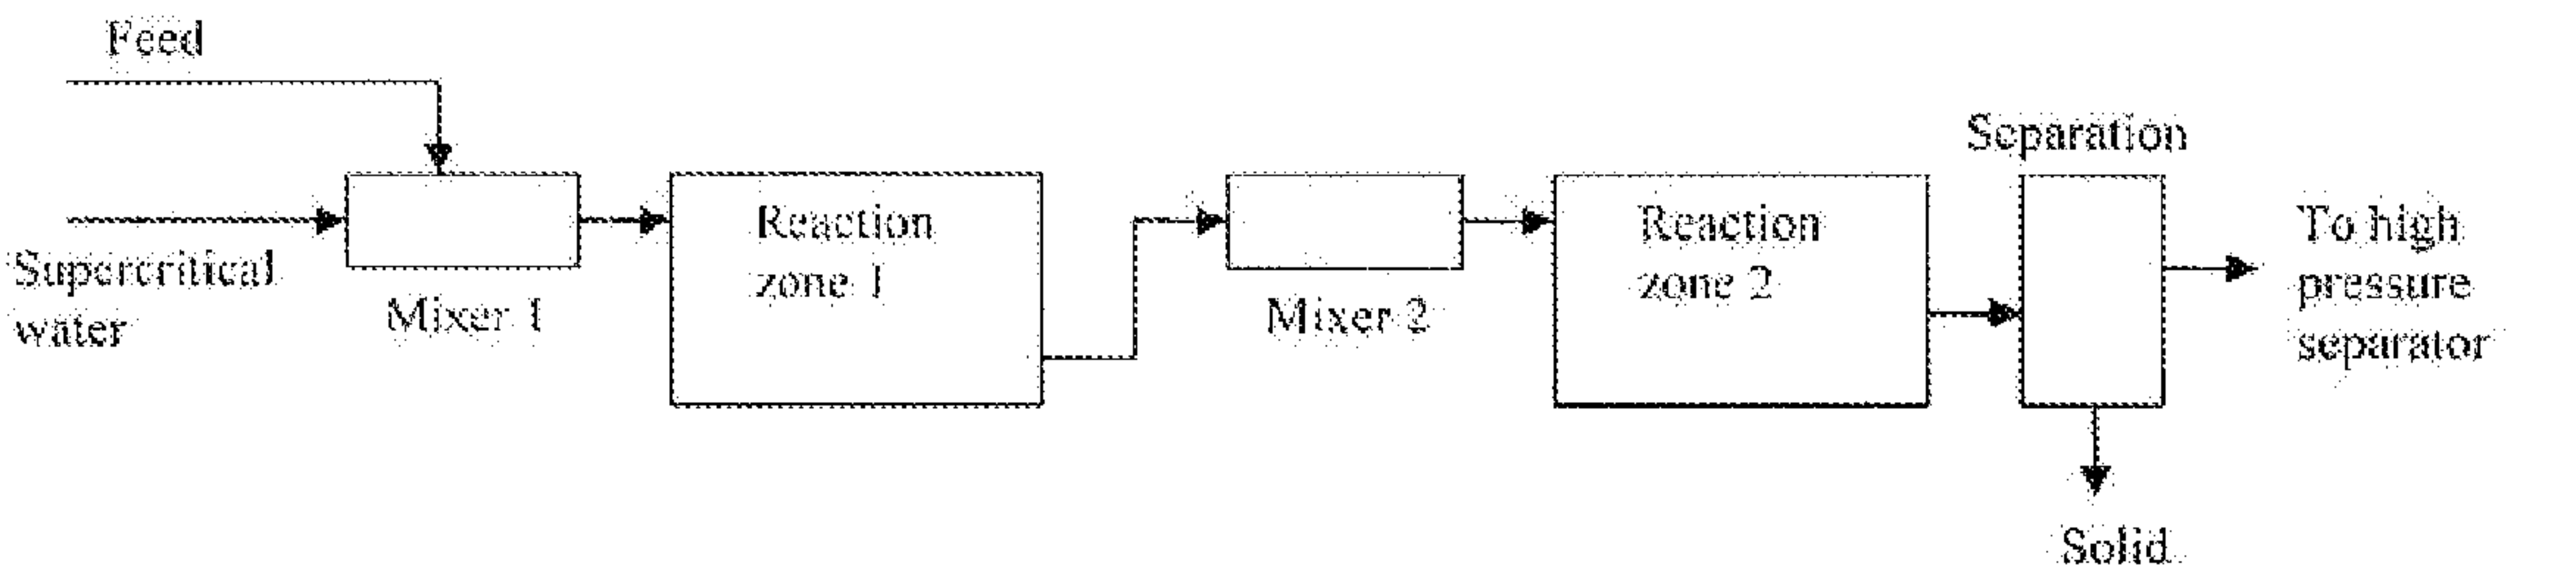 Feed
Supercritical
water
Mixer 1
Reaction
zone 1
Mixer 2
Reaction
zone 2
Separation
To high
pressure
separator
Solid